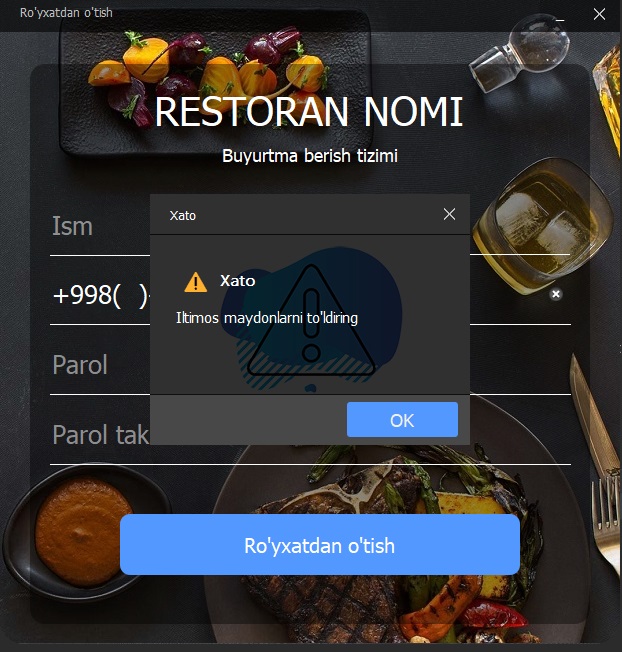 Ro'yxatdan o'tish
RESTORAN NOMI
Buyurtma berish tizimi
Ism
Xato
Xato
+998( )-
Iltimos maydonlarni to'ldiring
Parol
OK
Parol tak
Ro'yxatdan o'tish